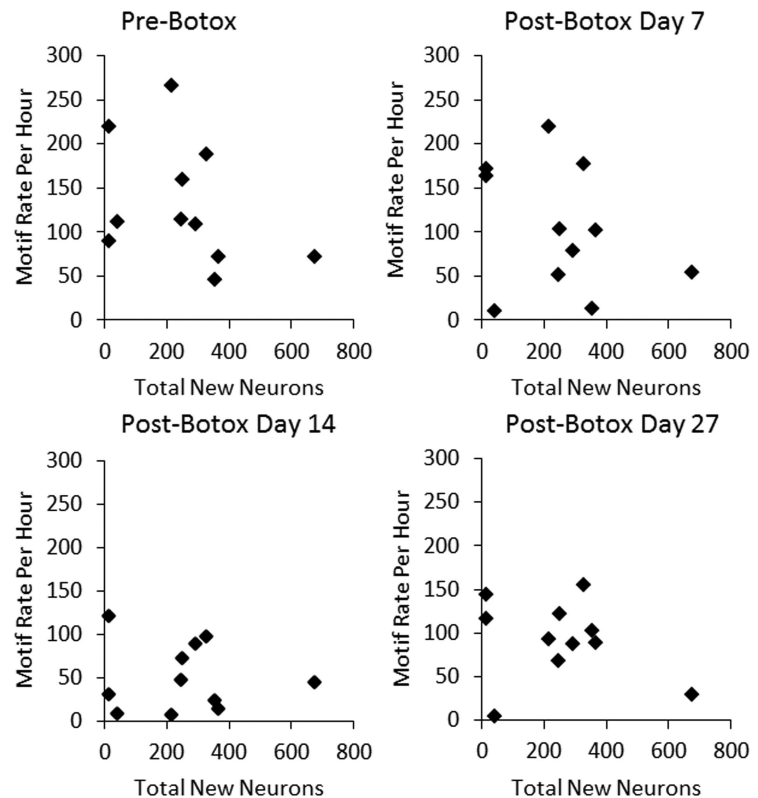 Pre-Botox
300
250
200
150
100
50
0
Motif Rate Per Hour
0 200 400 600 800
Total New Neurons
Post-Botox Day 7
300
250
200
150
100
50
0
Motif Rate Per Hour
0 200 400 600 800
Total New Neurons
Post-Botox Day 14
300
250
200
150
100
50
0
Motif Rate Per Hour
0 200 400 600 800
Total New Neurons
Post-Botox Day 27
300
250
200
150
100
50
0
Motif Rate Per Hour
0 200 400 600 800
Total New Neurons